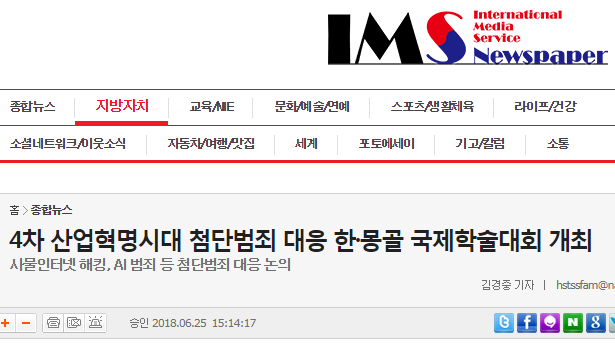 IMS International
Media
Service
Newspaper
종합뉴스 지방자치 교육/NIE 문화/예술/연예 스포츠/생활체육 라이프/건강
소셜네트워크/이웃소식 자동차/여행/맛집 세계 포토에세이 기고/칼럼 소통
홈 > 종합뉴스
4차 산업혁명시대 첨단범죄 대응 한·몽골 국제학술대회 개최
사물인터넷 해킹, AI 범죄 등 첨단범죄 대응 논의
김경중 기자 | hstssfam@na
승인 2018.06.25 15:14:17